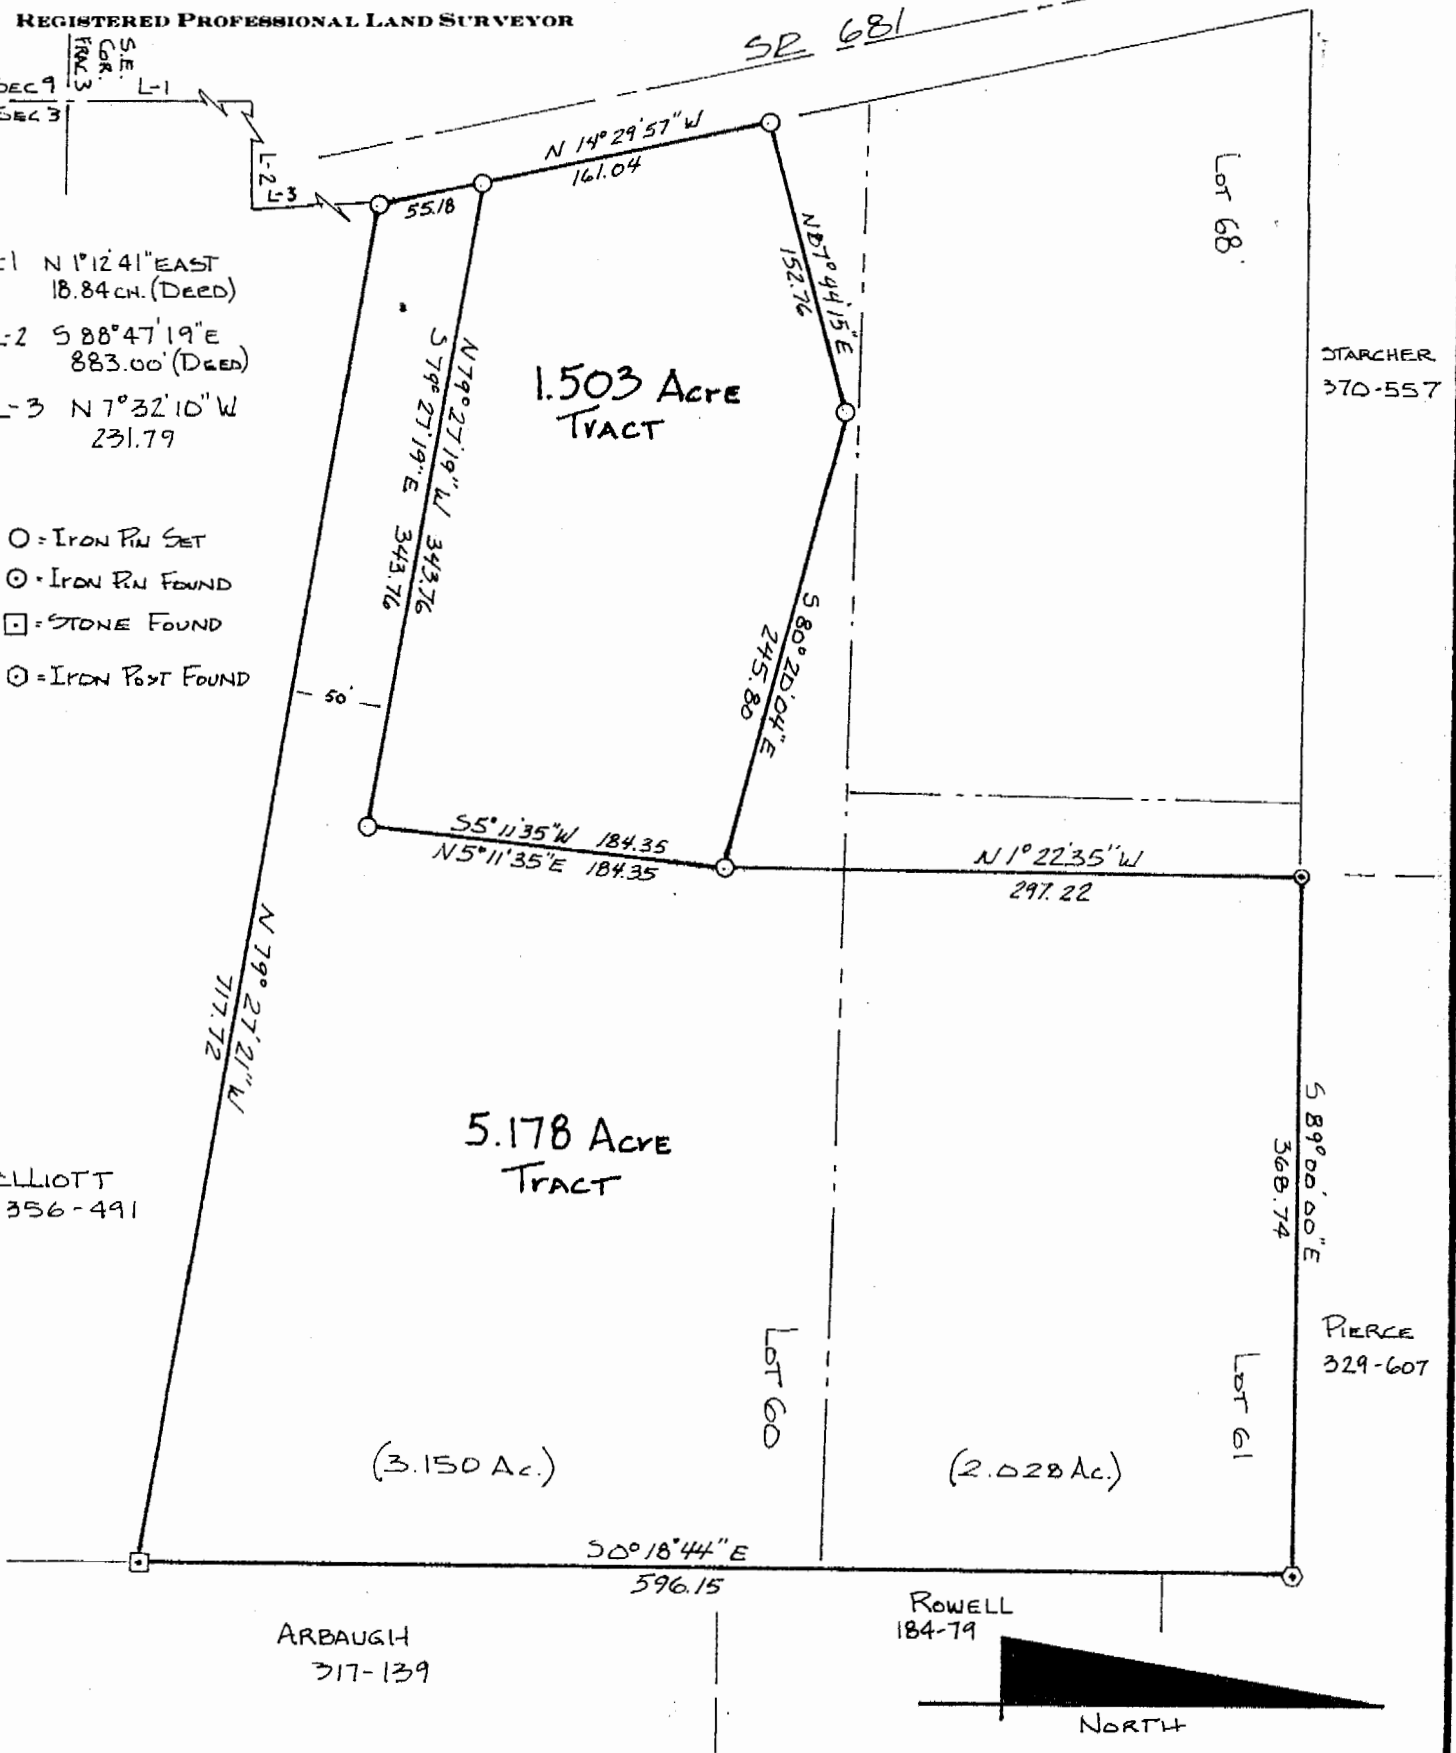 REGISTERED PROFESSIONAL LAND SURVEYOR
S.E.
COR.
FRAC 3
SEC 9
SEC 3
L-1
L-2
L-3
SR 681
N 14° 29' 57" W
161.04
55.18
L-1 N 1° 12' 41" EAST
18.84 CH. (DEED)
L-2 S 88° 47' 19" E
883.00' (DEED)
L-3 N 7° 32' 10" W
231.79
N 87° 44' 15" E
152.76
LOT 68
STARCHER
370-557
1.503 ACRE
TRACT
N 79° 27' 19" W 343.76
S 79° 27' 19" E 343.76
O = IRON PIN SET
⊙ = IRON PIN FOUND
⊡ = STONE FOUND
= IRON POST FOUND
50'
S 80° 20' 04" E
245.80
S 5° 11' 35" W 184.35
N 5° 11' 35" E 184.35
N 1° 22' 35" W
297.22
N 79° 27' 21" W
717.72
5.178 ACRE
TRACT
S 89° 00' 00" E
368.74
ELLIOTT
356-491
PIERCE
329-607
LOT 60
LOT 61
(3.150 AC.)
(2.028 AC.)
S 0° 18' 44" E
596.15
ARBAUGH
317-139
ROWELL
184-79
NORTH